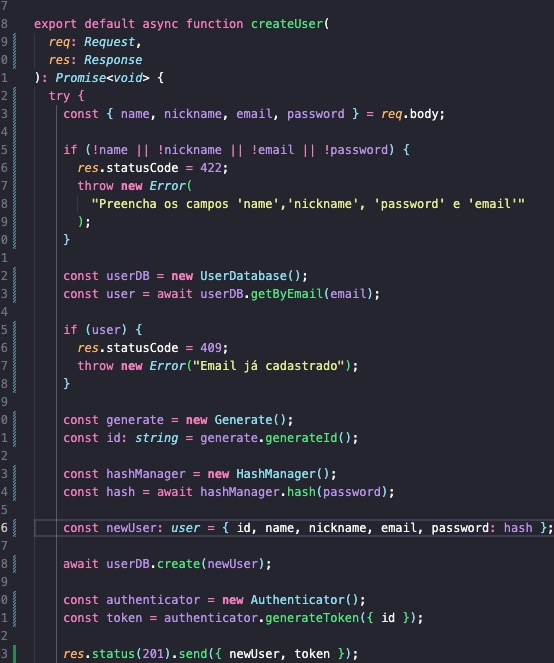 7
8 export default async function createUser(
9 req: Request,
0 res: Response
1 ): Promise<void> {
2 try {
3 const { name, nickname, email, password } = req.body;
4
5 if (!name || !nickname || !email || !password) {
6 res.statusCode = 422;
7 throw new Error(
8 "Preencha os campos 'name','nickname', 'password' e 'email'"
9 );
0 }
1
2 const userDB = new UserDatabase();
3 const user = await userDB.getByEmail(email);
4
5 if (user) {
6 res.statusCode = 409;
7 throw new Error("Email já cadastrado");
8 }
9
0 const generate = new Generate();
1 const id: string = generate.generateId();
2
3 const hashManager = new HashManager();
4 const hash = await hashManager.hash(password);
5
6 const newUser: user = { id, name, nickname, email, password: hash };
7
8 await userDB.create(newUser);
9
0 const authenticator = new Authenticator();
1 const token = authenticator.generateToken({ id });
2
3 res.status(201).send({ newUser, token });